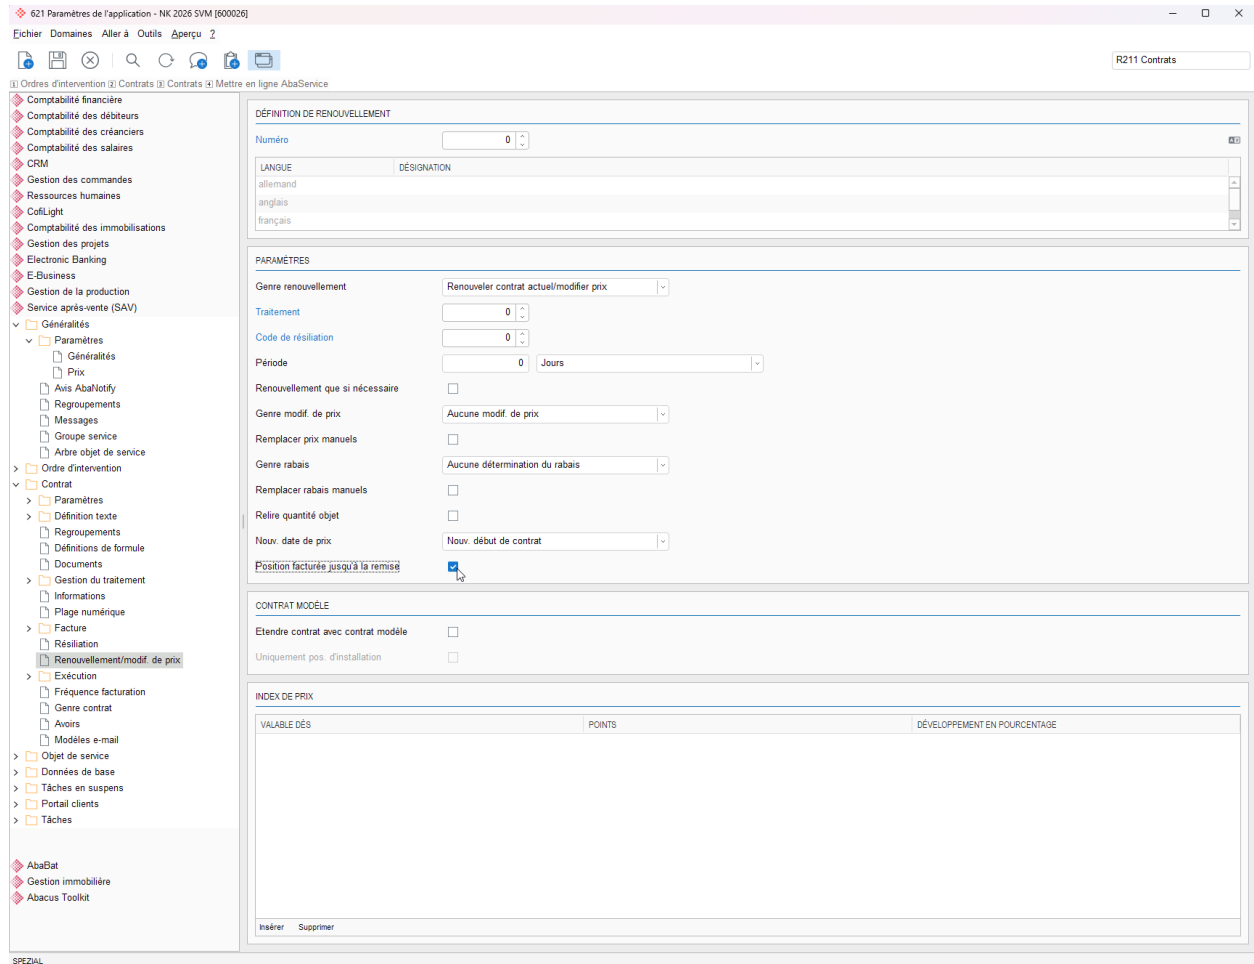 621 Paramètres de l'application - NK 2026 SVM [600026]
Fichier Domaines Aller à Outils Aperçu ?
R211 Contrats
1 Ordres d'intervention 2 Contrats 3 Contrats 4 Mettre en ligne AbaService
Comptabilité financière
Comptabilité des débiteurs
Comptabilité des créanciers
Comptabilité des salaires
CRM
Gestion des commandes
Ressources humaines
CofiLight
Comptabilité des immobilisations
Gestion des projets
Electronic Banking
E-Business
Gestion de la production
Service après-vente (SAV)
Généralités
Paramètres
Généralités
Prix
Avis AbaNotify
Regroupements
Messages
Groupe service
Arbre objet de service
Ordre d'intervention
Contrat
Paramètres
Définition texte
Regroupements
Définitions de formule
Documents
Gestion du traitement
Informations
Plage numérique
Facture
Résiliation
Renouvellement/modif. de prix
Exécution
Fréquence facturation
Genre contrat
Avoirs
Modèles e-mail
Objet de service
Données de base
Tâches en suspens
Portail clients
Tâches
AbaBat
Gestion immobilière
Abacus Toolkit
DÉFINITION DE RENOUVELLEMENT
Numéro 0
LANGUE DÉSIGNATION
allemand
anglais
français
PARAMÈTRES
Genre renouvellement Renouveler contrat actuel/modifier prix
Traitement 0
Code de résiliation 0
Période 0 Jours
Renouvellement que si nécessaire
Genre modif. de prix Aucune modif. de prix
Remplacer prix manuels
Genre rabais Aucune détermination du rabais
Remplacer rabais manuels
Relire quantité objet
Nouv. date de prix Nouv. début de contrat
Position facturée jusqu'à la remise
CONTRAT MODÈLE
Etendre contrat avec contrat modèle
Uniquement pos. d'installation
INDEX DE PRIX
VALABLE DÈS POINTS DÉVELOPPEMENT EN POURCENTAGE
Insérer Supprimer
SPEZIAL